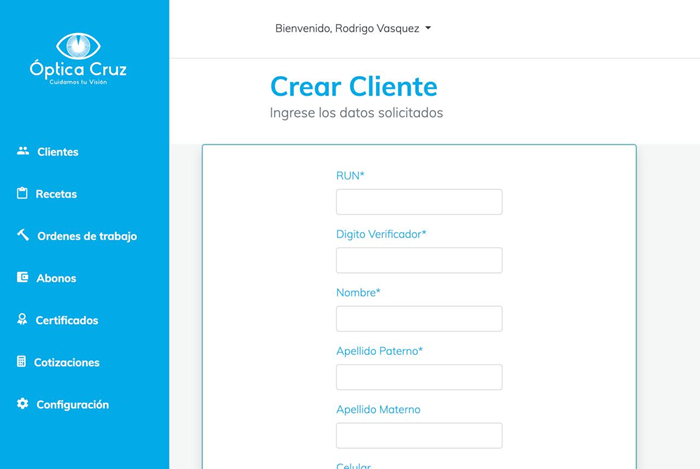 Bienvenido, Rodrigo Vasquez
Óptica Cruz
Cuidamos tu Visión
Crear Cliente
Ingrese los datos solicitados
Clientes
Recetas
Ordenes de trabajo
Abonos
Certificados
Cotizaciones
Configuración
RUN*
Digito Verificador*
Nombre*
Apellido Paterno*
Apellido Materno
Celular